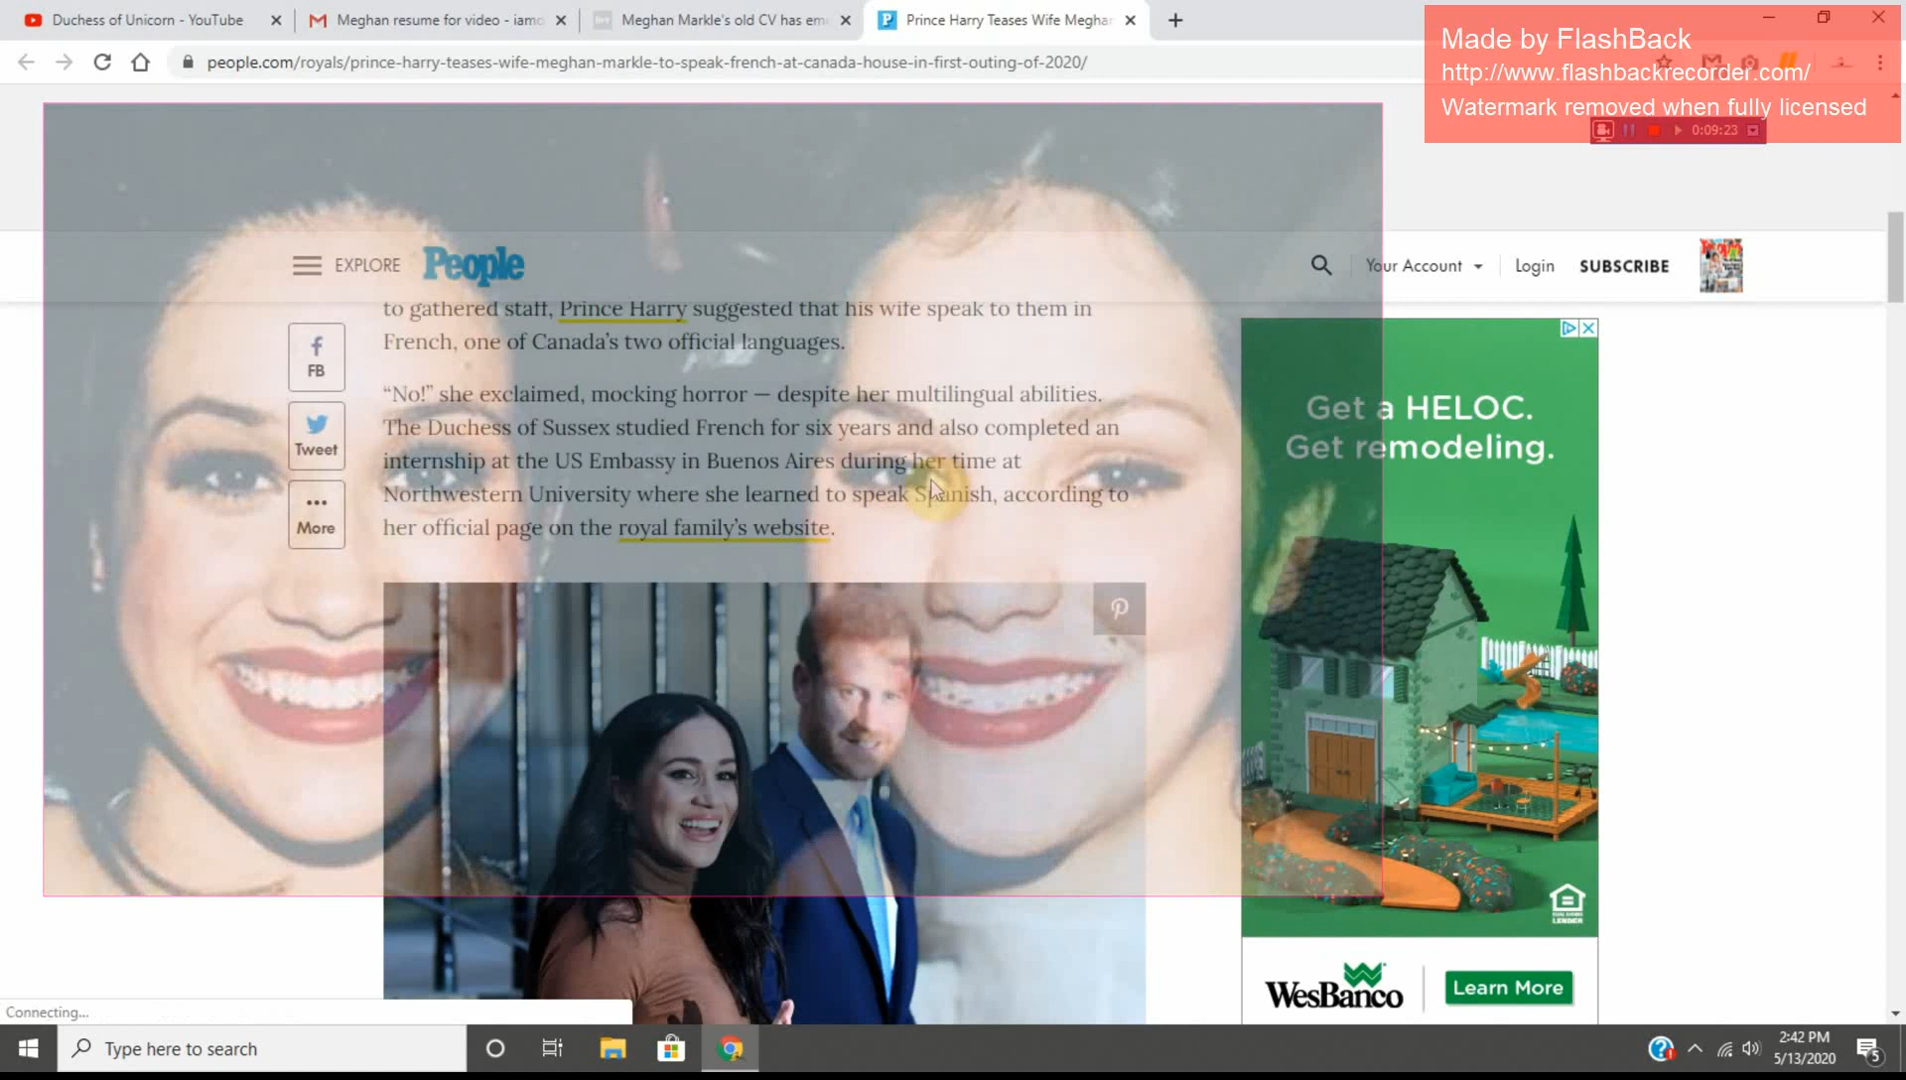 Duchess of Unicorn - YouTube
Meghan resume for video - iamo
Meghan Markle's old CV has em
Prince Harry Teases Wife Megha
people.com/royals/prince-harry-teases-wife-meghan-markle-to-speak-french-at-canada-house-in-first-outing-of-2020/
Made by FlashBack
http://www.flashbackrecorder.com/
Watermark removed when fully licensed
0:09:23
EXPLORE
People
Your Account
Login
SUBSCRIBE
to gathered staff, Prince Harry suggested that his wife speak to them in
French, one of Canada's two official languages.
"No!" she exclaimed, mocking horror — despite her multilingual abilities.
The Duchess of Sussex studied French for six years and also completed an
internship at the US Embassy in Buenos Aires during her time at
Northwestern University where she learned to speak Spanish, according to
her official page on the royal family's website.
FB
Tweet
More
Get a HELOC.
Get remodeling.
EQUAL HOUSING
LENDER
WesBanco
Learn More
Connecting...
Type here to search
2:42 PM
5/13/2020
5